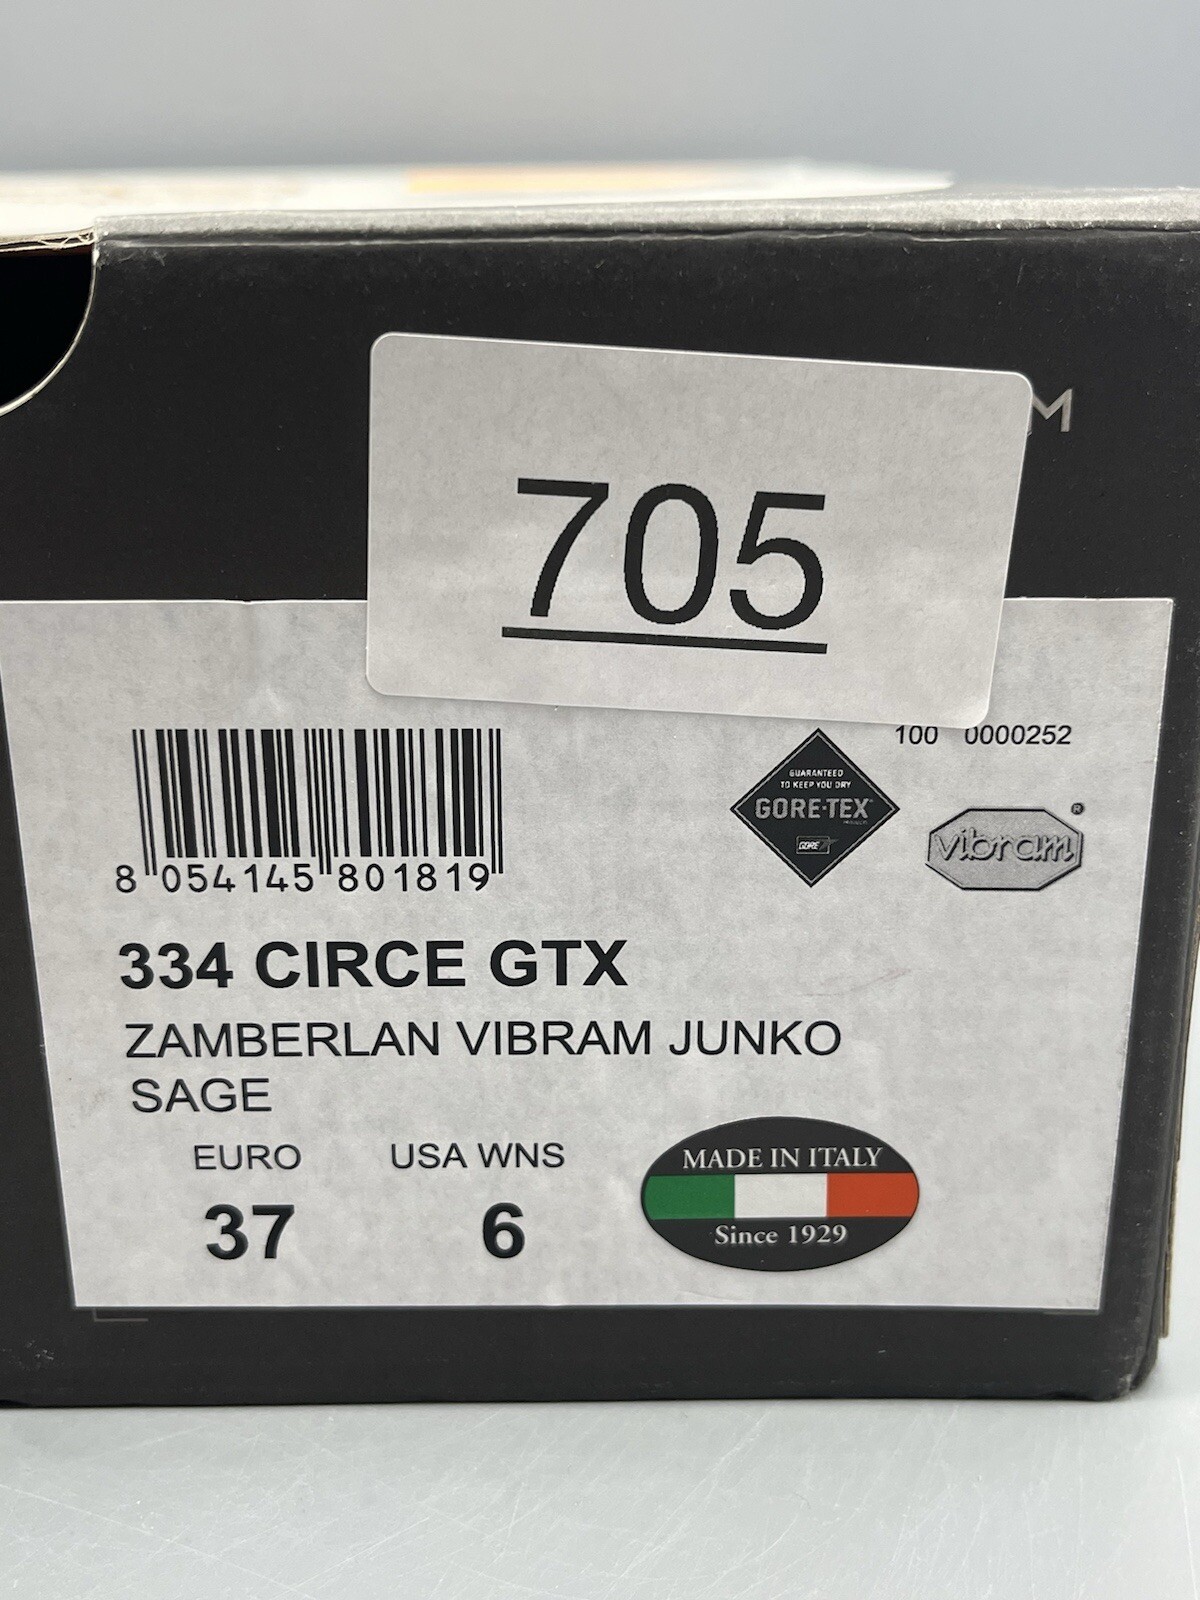 M
705
100 0000252
GUARANTEED
TO KEEP YOU DRY
GORE-TEX
GORE
vibram®
8 054145 801819
334 CIRCE GTX
ZAMBERLAN VIBRAM JUNKO
SAGE
EURO USA WNS
37 6
MADE IN ITALY
Since 1929